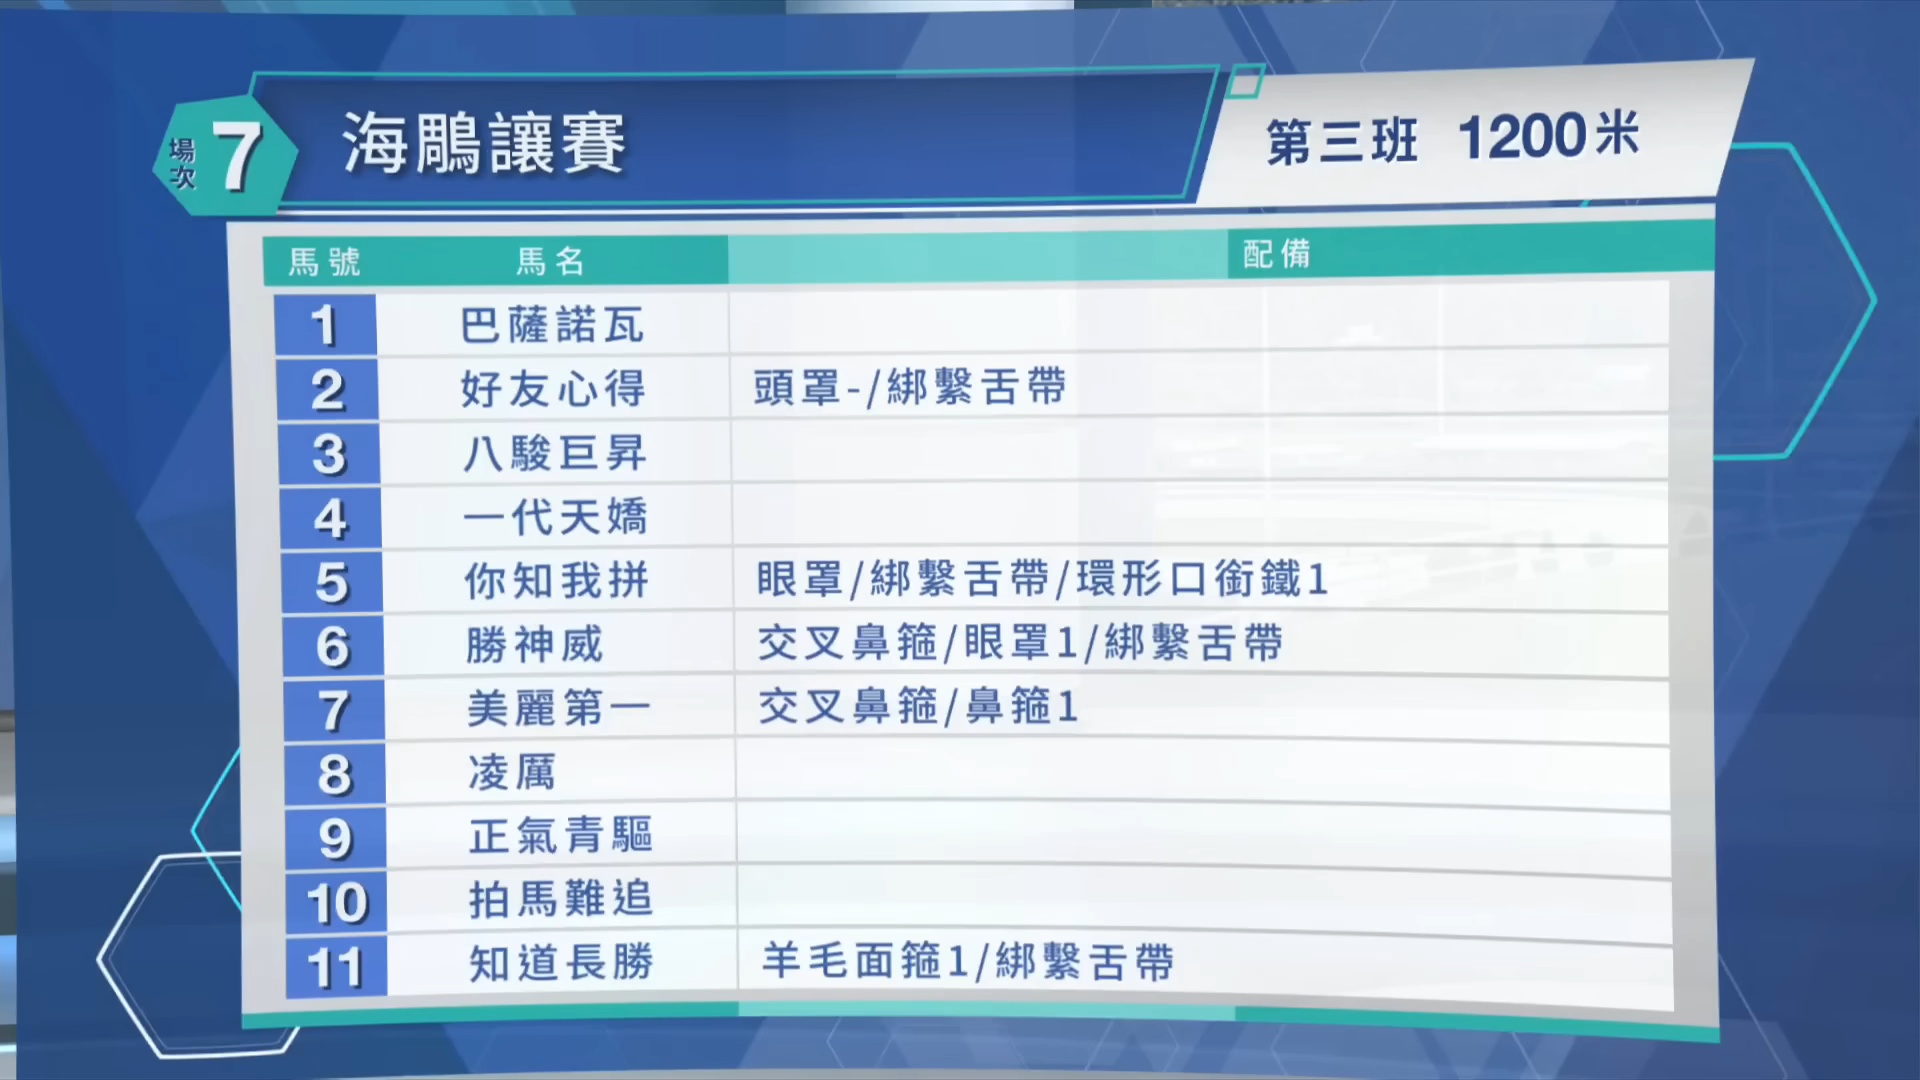 場次 7 海鵰讓賽 第三班 1200米
馬號 馬名 配備
1 巴薩諾瓦
2 好友心得 頭罩-/綁繫舌帶
3 八駿巨昇
4 一代天嬌
5 你知我拼 眼罩/綁繫舌帶/環形口銜鐵1
6 勝神威 交叉鼻箍/眼罩1/綁繫舌帶
7 美麗第一 交叉鼻箍/鼻箍1
8 凌厲
9 正氣青驅
10 拍馬難追
11 知道長勝 羊毛面箍1/綁繫舌帶